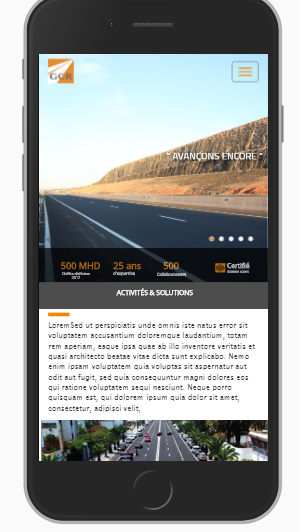 GCR
" AVANÇONS ENCORE "
500 MHD
25 ans
d'expertise
500
Collaborateurs
Certifié
ACTIVITÉS & SOLUTIONS
LoremSed ut perspiciatis unde omnis iste natus error sit
voluptatem accusantium doloremque laudantium, totam
rem aperiam, eaque ipsa quae ab illo inventore veritatis et
quasi architecto beatae vitae dicta sunt explicabo. Nemo
enim ipsam voluptatem quia voluptas sit aspernatur aut
odit aut fugit, sed quia consequuntur magni dolores eos
qui ratione voluptatem sequi nesciunt. Neque porro
quisquam est, qui dolorem ipsum quia dolor sit amet,
consectetur, adipisci velit,